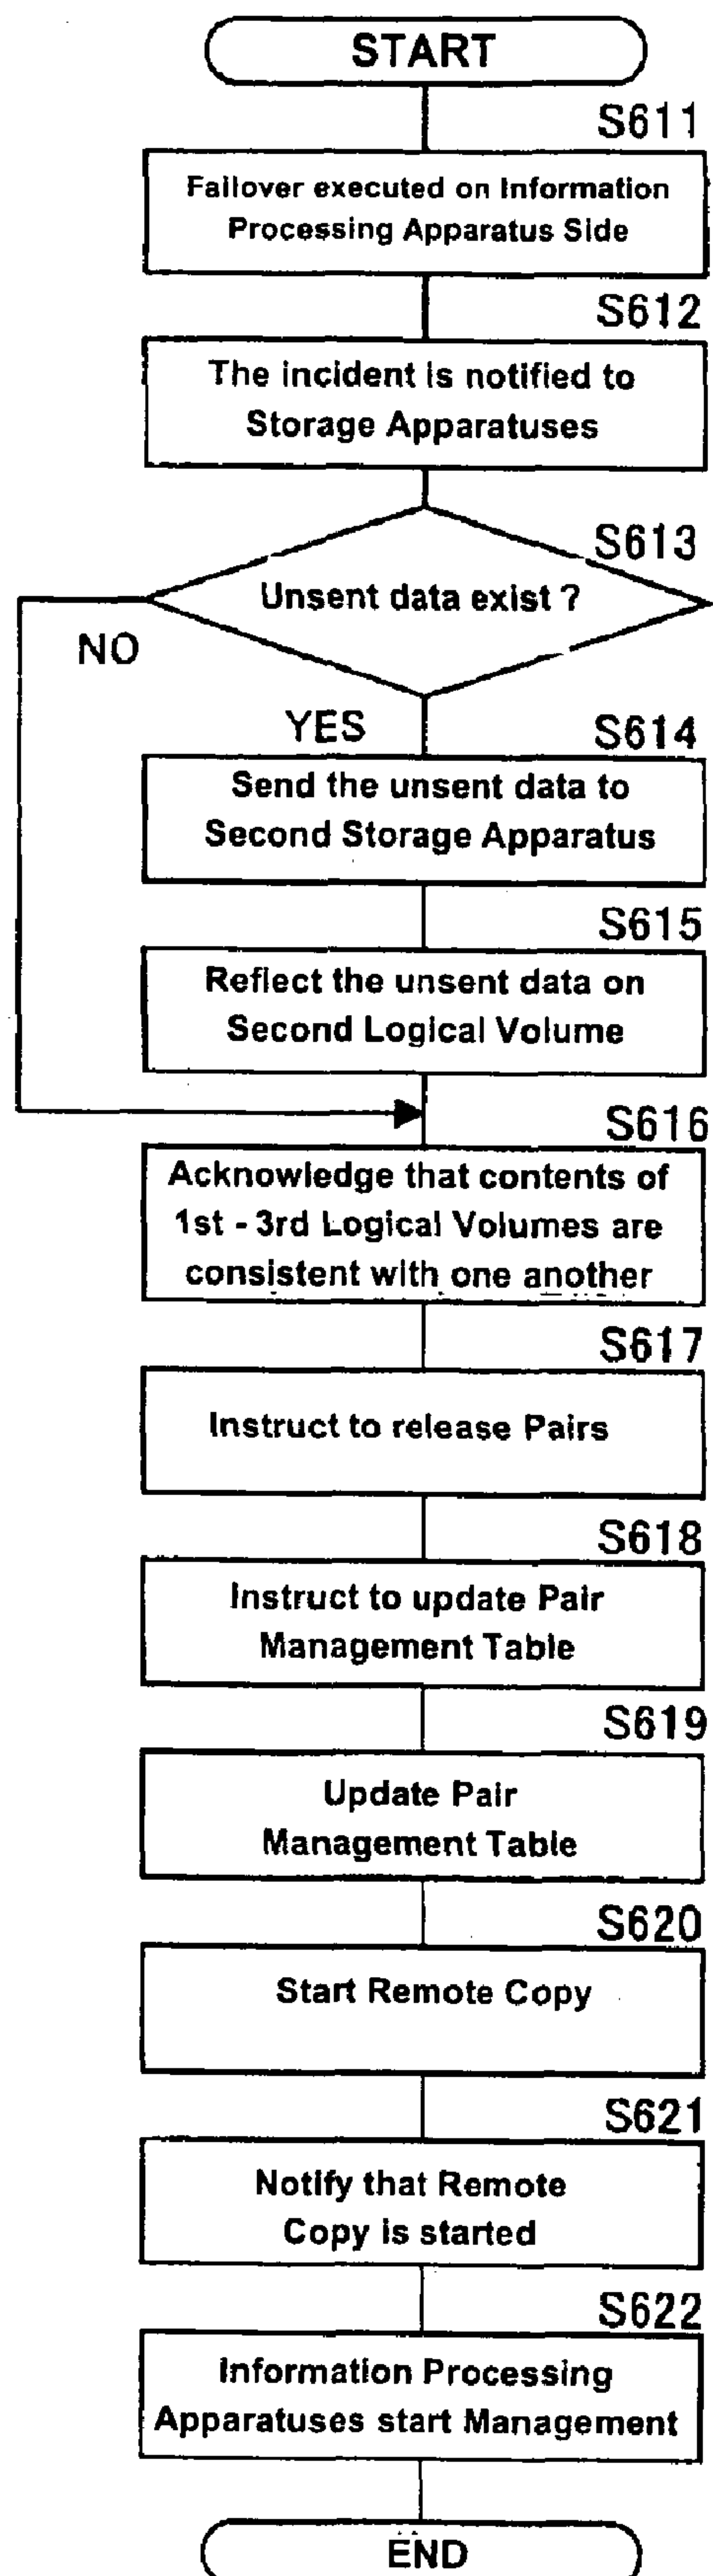 START
S611
Failover executed on Information
Processing Apparatus Side
S612
The incident is notified to
Storage Apparatuses
S613
Unsent data exist ?
NO
YES
S614
Send the unsent data to
Second Storage Apparatus
S615
Reflect the unsent data on
Second Logical Volume
S616
Acknowledge that contents of
1st - 3rd Logical Volumes are
consistent with one another
S617
Instruct to release Pairs
S618
Instruct to update Pair
Management Table
S619
Update Pair
Management Table
S620
Start Remote Copy
S621
Notify that Remote
Copy is started
S622
Information Processing
Apparatuses start Management
END